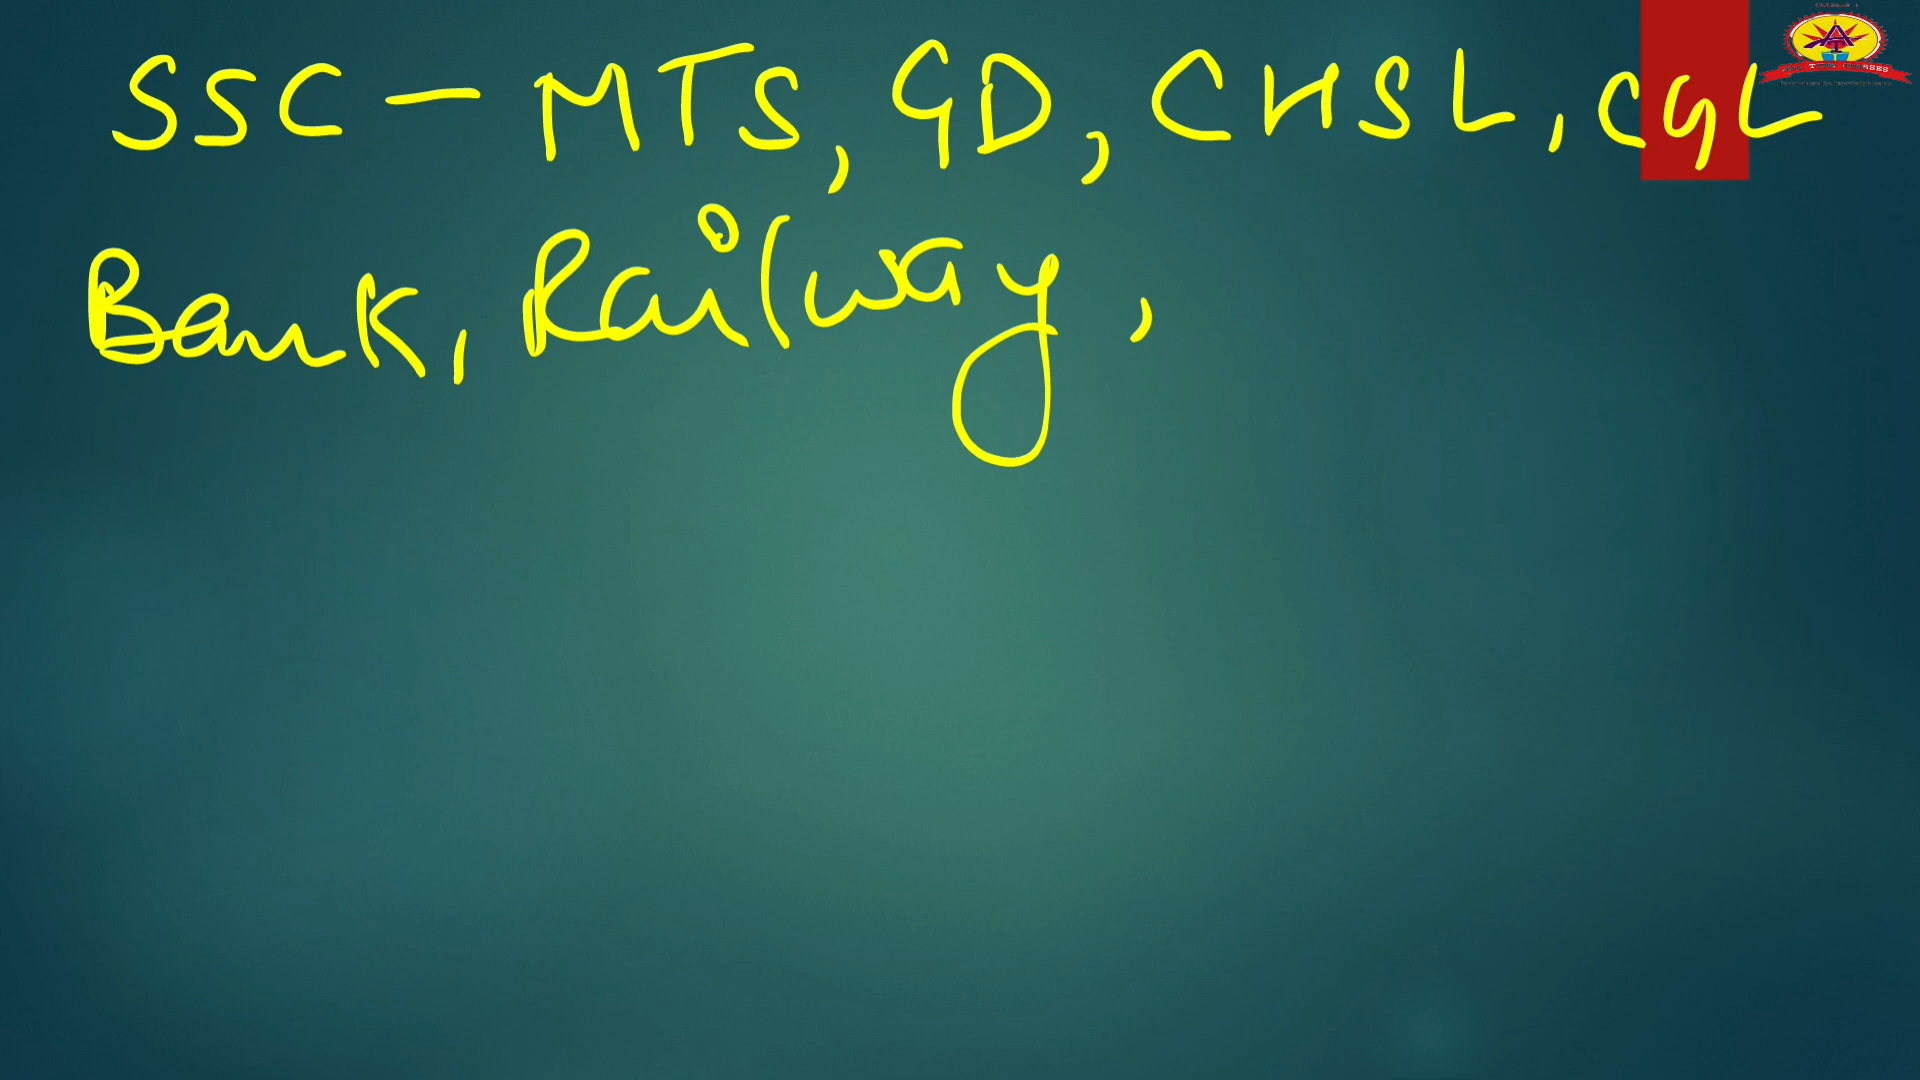 SSC - MTS, GD, CHSL, CGL
Bank, Railway,